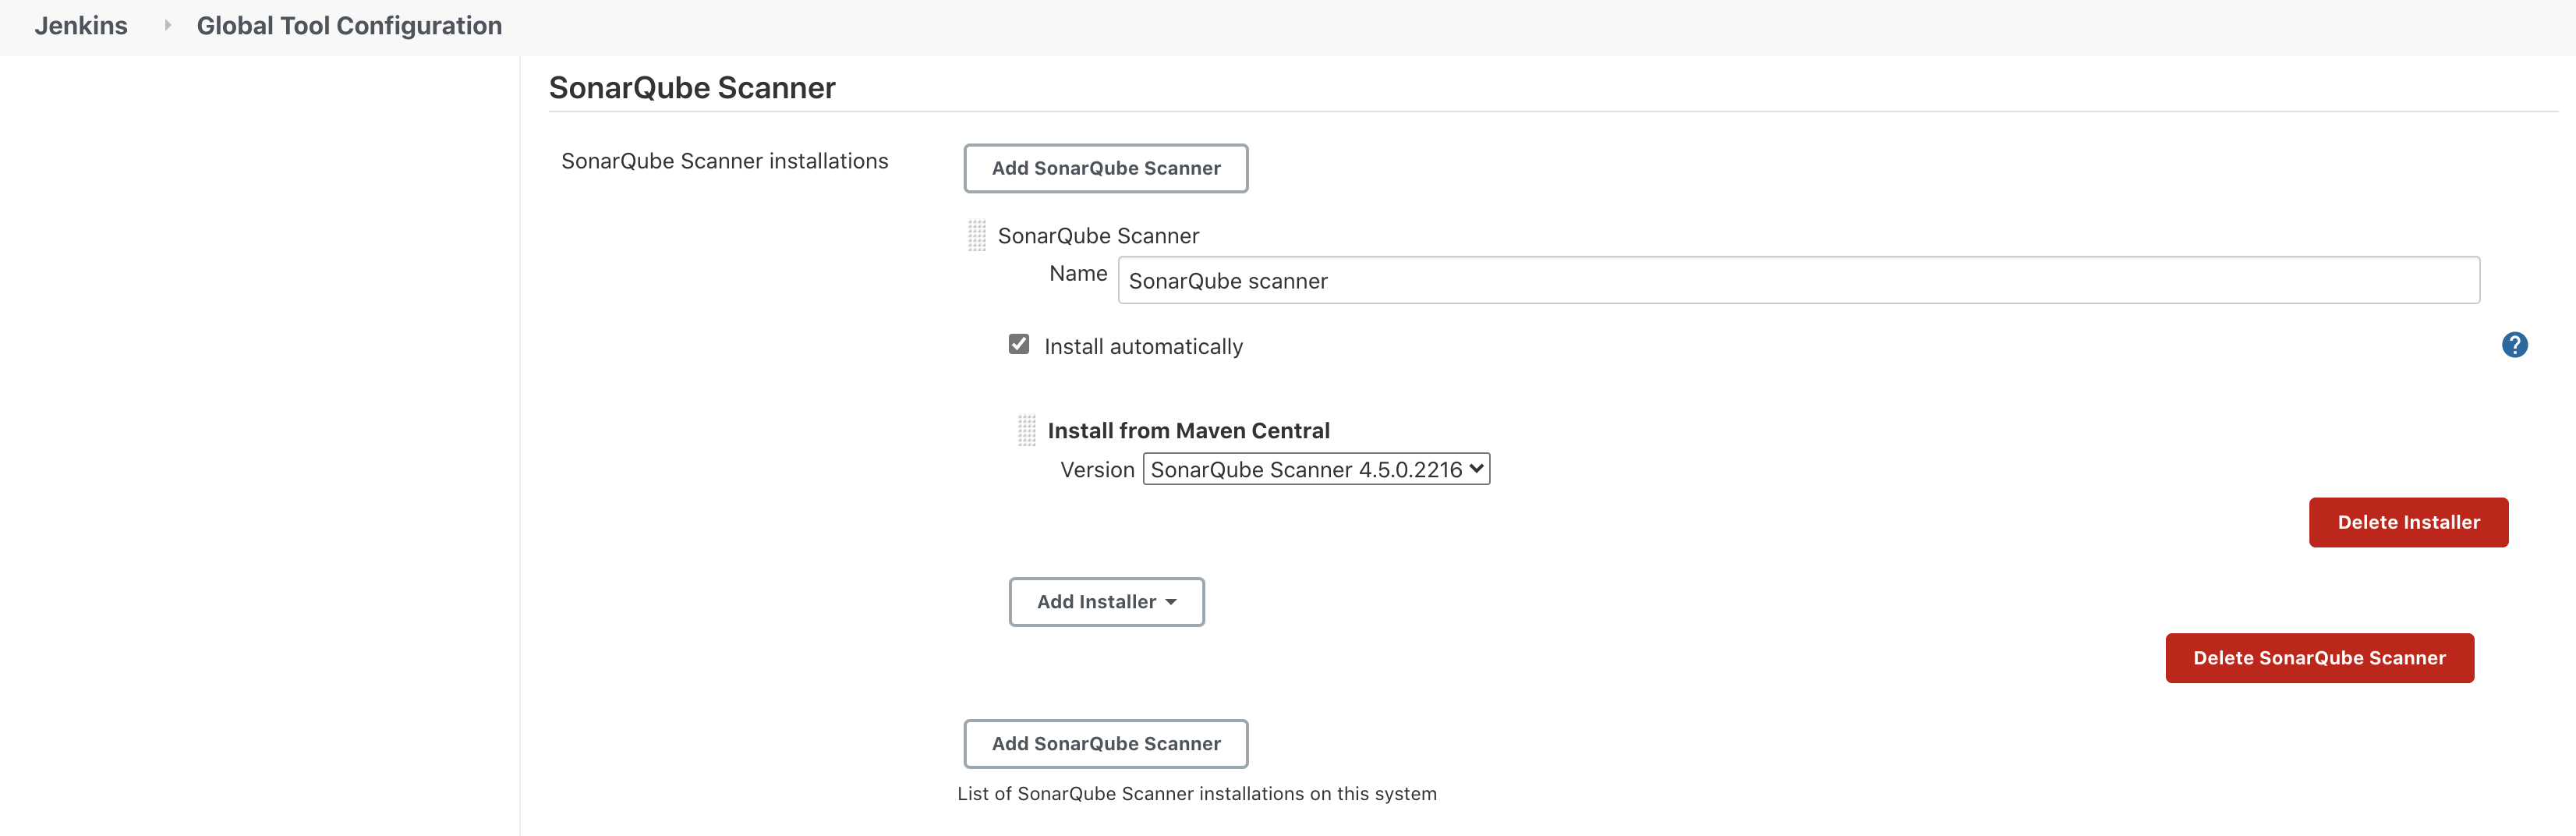 Jenkins Global Tool Configuration
SonarQube Scanner
SonarQube Scanner installations
Add SonarQube Scanner
SonarQube Scanner
Name SonarQube scanner
Install automatically
?
Install from Maven Central
Version SonarQube Scanner 4.5.0.2216
Delete Installer
Add Installer
Delete SonarQube Scanner
Add SonarQube Scanner
List of SonarQube Scanner installations on this system